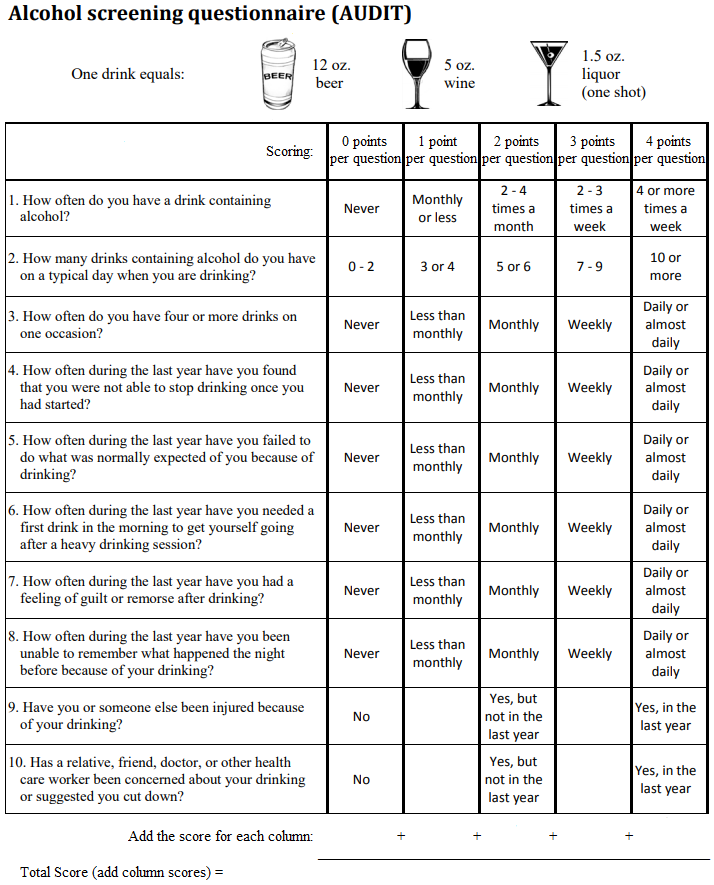 Alcohol screening questionnaire (AUDIT)
One drink equals:
BEER
12 oz.
beer
5 oz.
wine
1.5 oz.
liquor
(one shot)
Scoring:
0 points
per question
1 point
per question
2 points
per question
3 points
per question
4 points
per question
1. How often do you have a drink containing
alcohol?
Never
Monthly
or less
2 - 4
times a
month
2 - 3
times a
week
4 or more
times a
week
2. How many drinks containing alcohol do you have
on a typical day when you are drinking?
0 - 2
3 or 4
5 or 6
7 - 9
10 or
more
3. How often do you have four or more drinks on
one occasion?
Never
Less than
monthly
Monthly
Weekly
Daily or
almost
daily
4. How often during the last year have you found
that you were not able to stop drinking once you
had started?
Never
Less than
monthly
Monthly
Weekly
Daily or
almost
daily
5. How often during the last year have you failed to
do what was normally expected of you because of
drinking?
Never
Less than
monthly
Monthly
Weekly
Daily or
almost
daily
6. How often during the last year have you needed a
first drink in the morning to get yourself going
after a heavy drinking session?
Never
Less than
monthly
Monthly
Weekly
Daily or
almost
daily
7. How often during the last year have you had a
feeling of guilt or remorse after drinking?
Never
Less than
monthly
Monthly
Weekly
Daily or
almost
daily
8. How often during the last year have you been
unable to remember what happened the night
before because of your drinking?
Never
Less than
monthly
Monthly
Weekly
Daily or
almost
daily
9. Have you or someone else been injured because
of your drinking?
No
Yes, but
not in the
last year
Yes, in the
last year
10. Has a relative, friend, doctor, or other health
care worker been concerned about your drinking
or suggested you cut down?
No
Yes, but
not in the
last year
Yes, in the
last year
Add the score for each column: + + + +
Total Score (add column scores) =